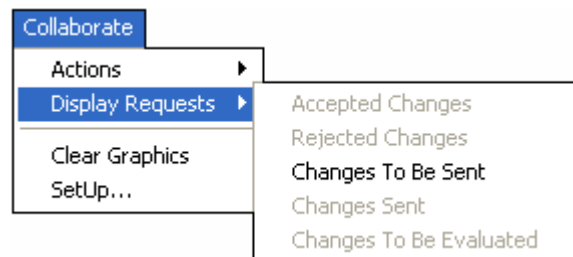 Collaborate
Actions
Display Requests
Clear Graphics
SetUp...
Accepted Changes
Rejected Changes
Changes To Be Sent
Changes Sent
Changes To Be Evaluated